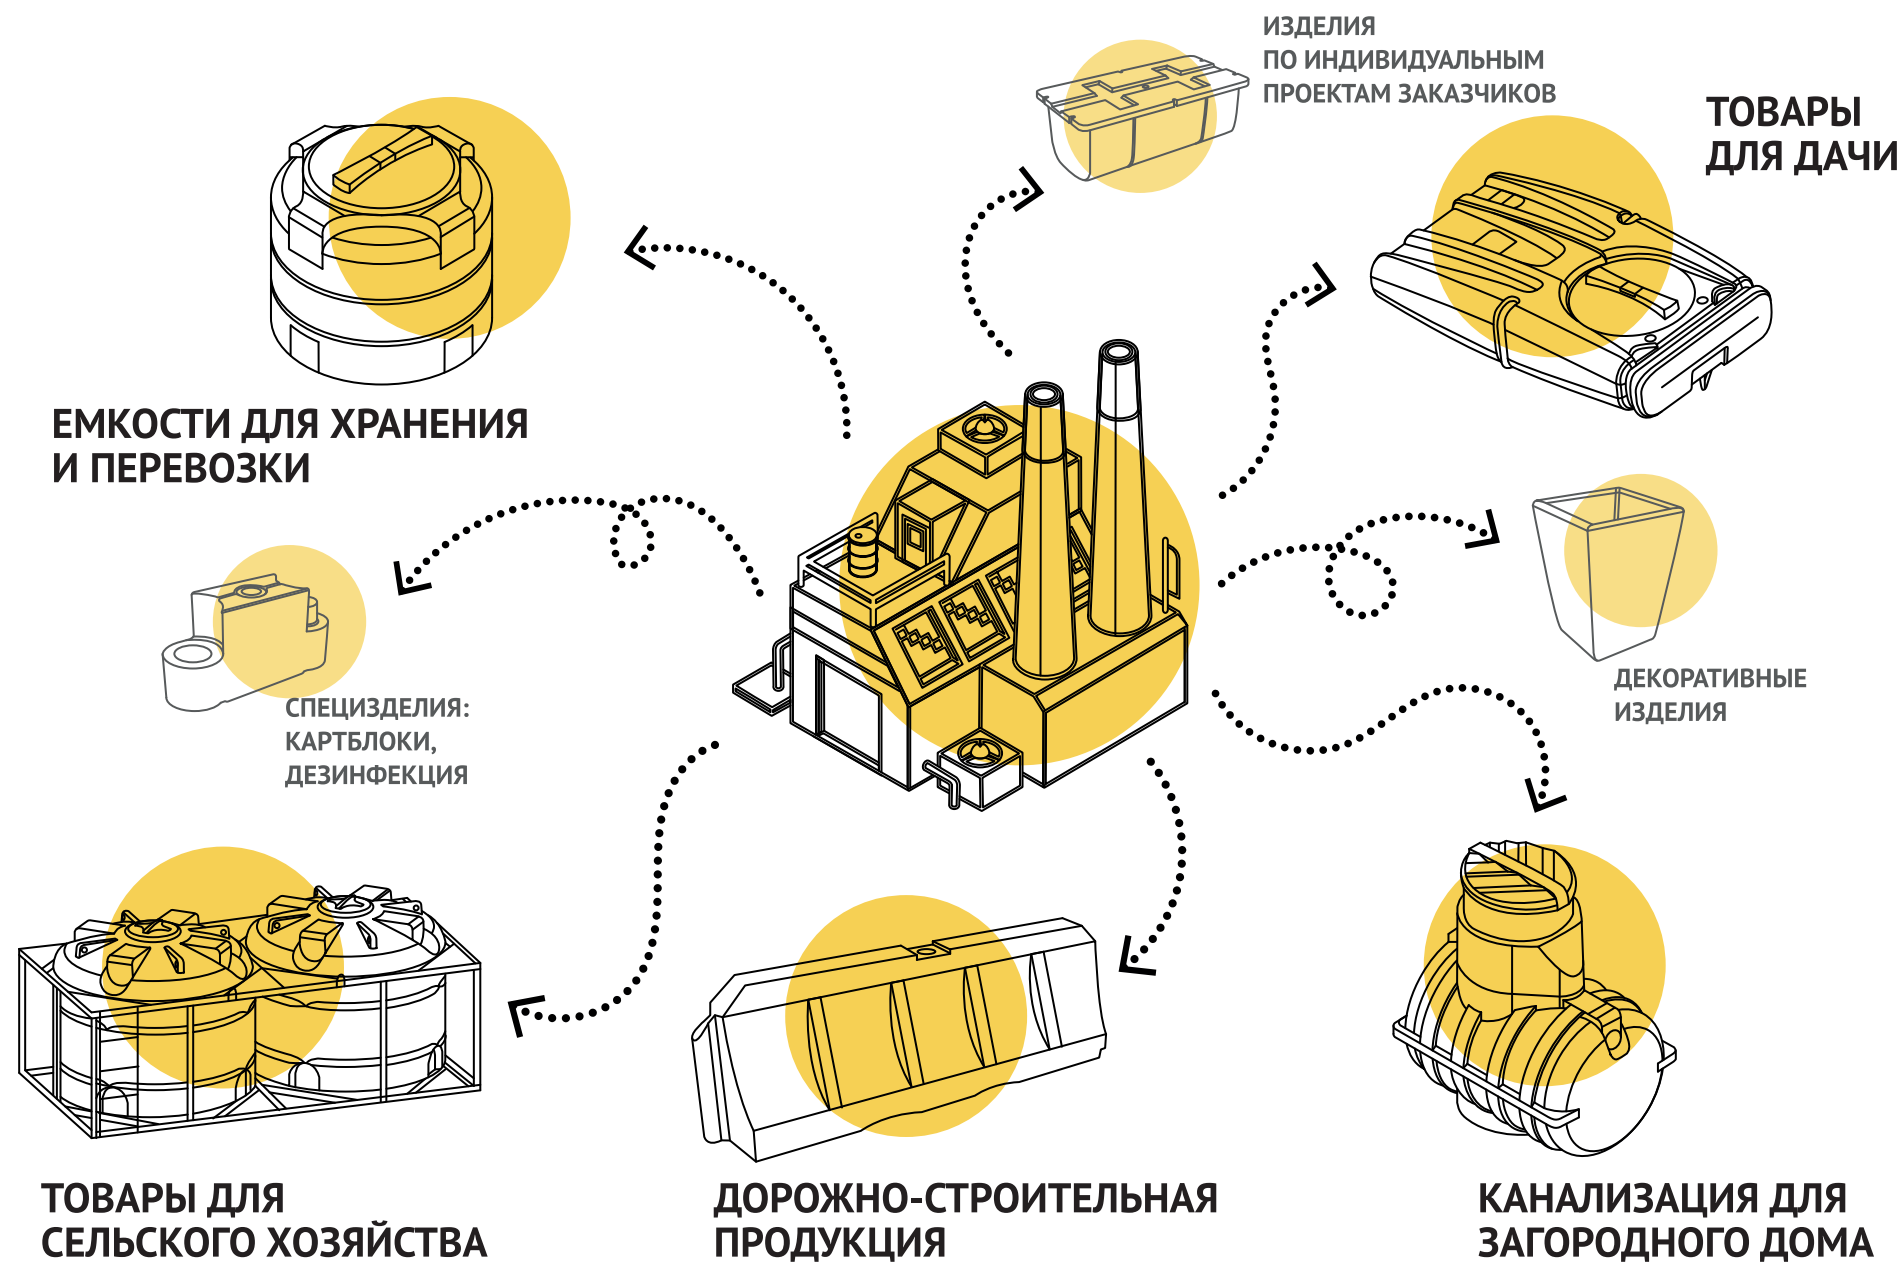 ИЗДЕЛИЯ
ПО ИНДИВИДУАЛЬНЫМ
ПРОЕКТАМ ЗАКАЗЧИКОВ
ТОВАРЫ
ДЛЯ ДАЧИ
ЕМКОСТИ ДЛЯ ХРАНЕНИЯ
И ПЕРЕВОЗКИ
СПЕЦИЗДЕЛИЯ:
КАРТБЛОКИ,
ДЕЗИНФЕКЦИЯ
ДЕКОРАТИВНЫЕ
ИЗДЕЛИЯ
ТОВАРЫ ДЛЯ
СЕЛЬСКОГО ХОЗЯЙСТВА
ДОРОЖНО-СТРОИТЕЛЬНАЯ
ПРОДУКЦИЯ
КАНАЛИЗАЦИЯ ДЛЯ
ЗАГОРОДНОГО ДОМА